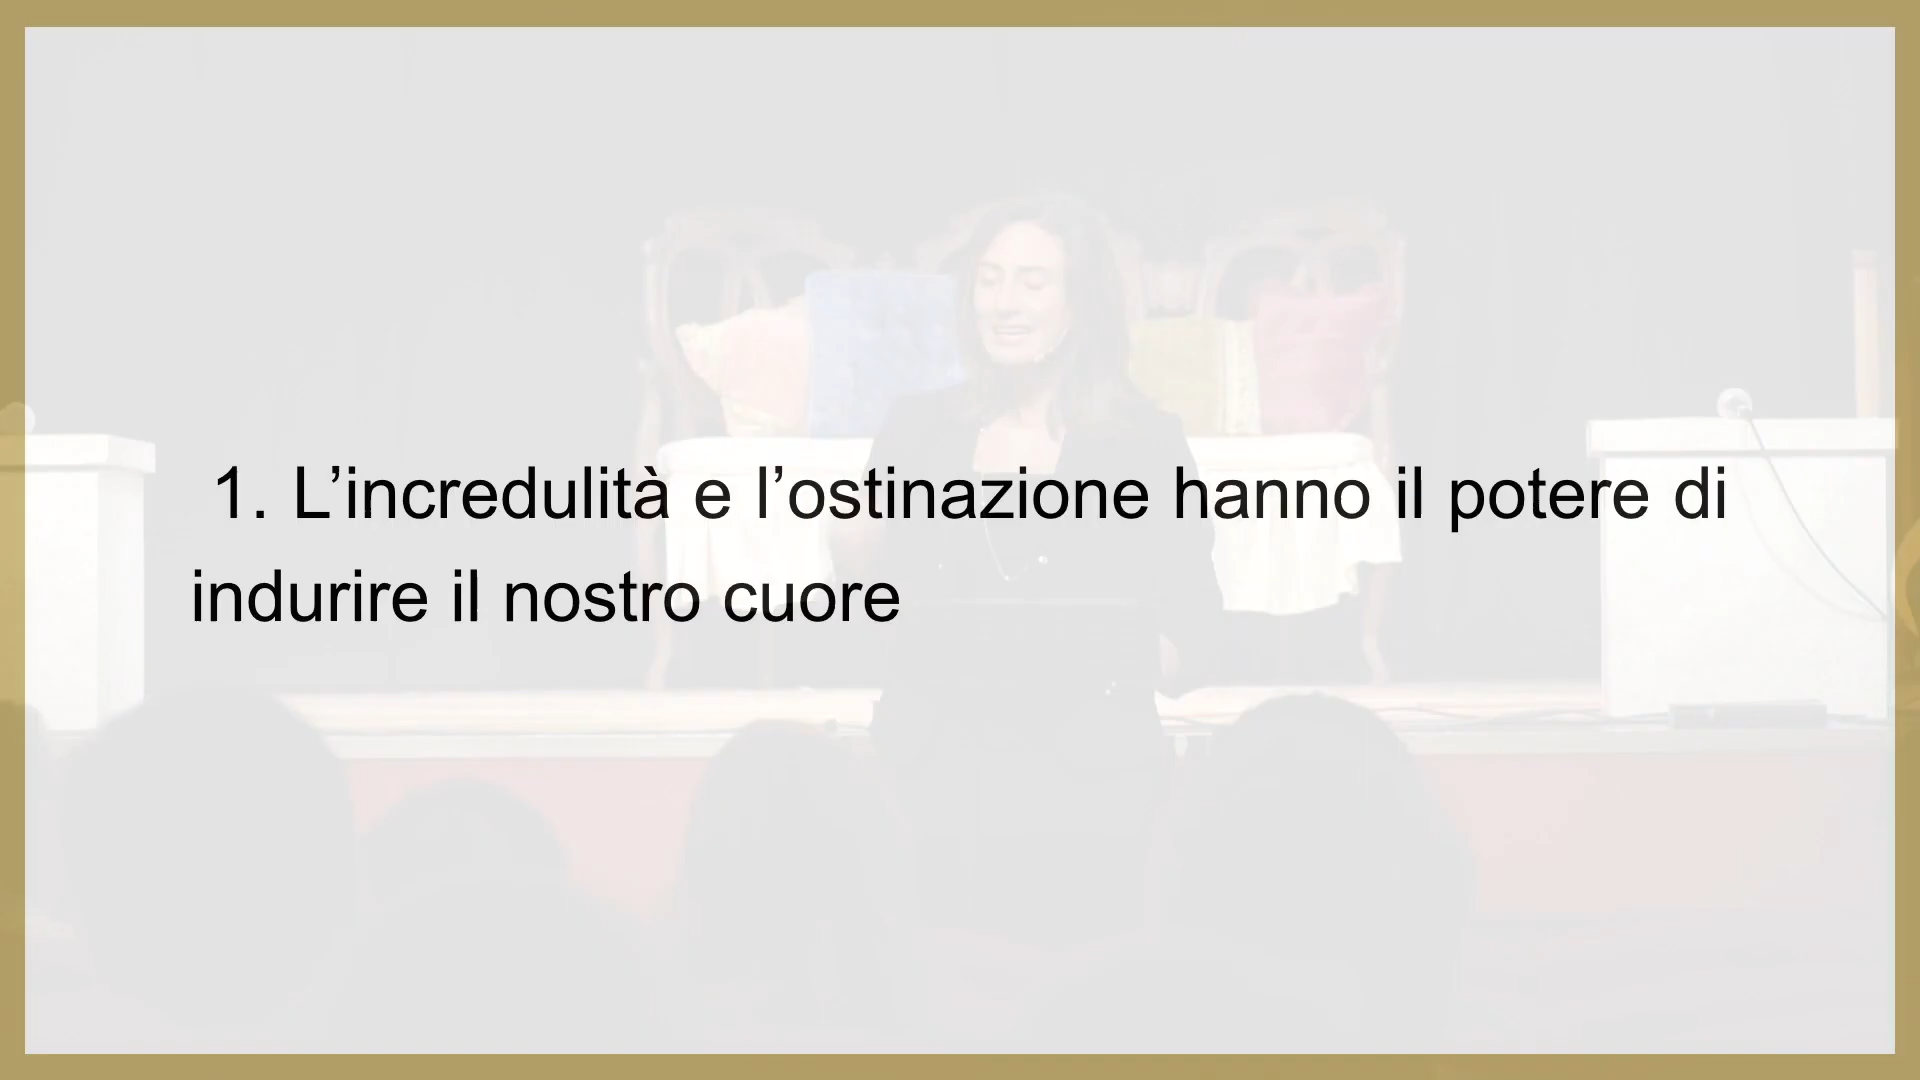 1. L’incredulità e l’ostinazione hanno il potere di
indurire il nostro cuore